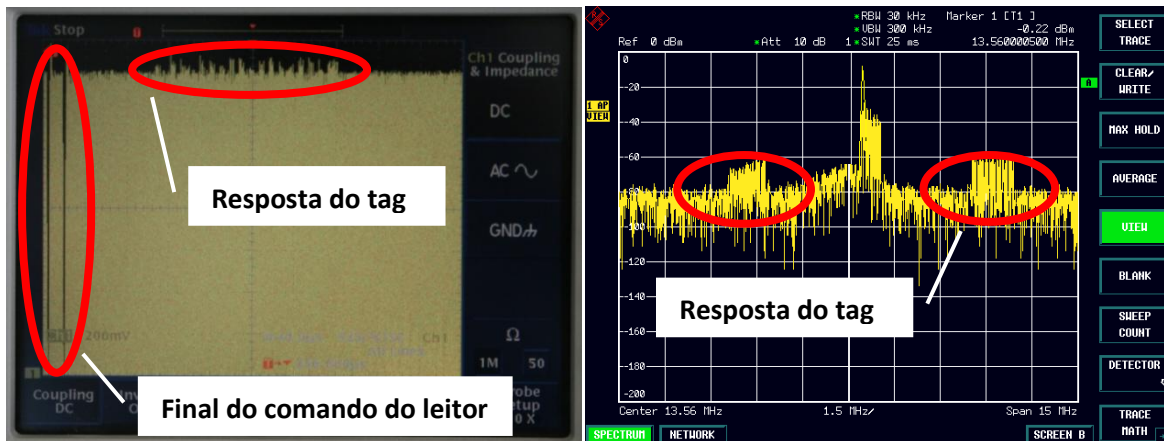 Stop
Ch1 Coupling
& Impedance
DC
AC
GND
Ω
1M 50
200mV
Ch1
Coupling
DC
Resposta do tag
Final do comando do leitor
*RBW 30 kHz Marker 1 [T1 ]
*VBW 300 kHz -0.22 dBm
Ref 0 dBm *Att 10 dB 1 *SWT 25 ms 13.560000500 MHz
0
-20
-40
-60
-80
-100
-120
-140
-160
-180
-200
1 AP
VIEW
A
Resposta do tag
Center 13.56 MHz 1.5 MHz/ Span 15 MHz
SPECTRUM NETWORK SCREEN B
SELECT
TRACE
CLEAR/
WRITE
MAX HOLD
AVERAGE
VIEW
BLANK
SWEEP
COUNT
DETECTOR
TRACE
MATH